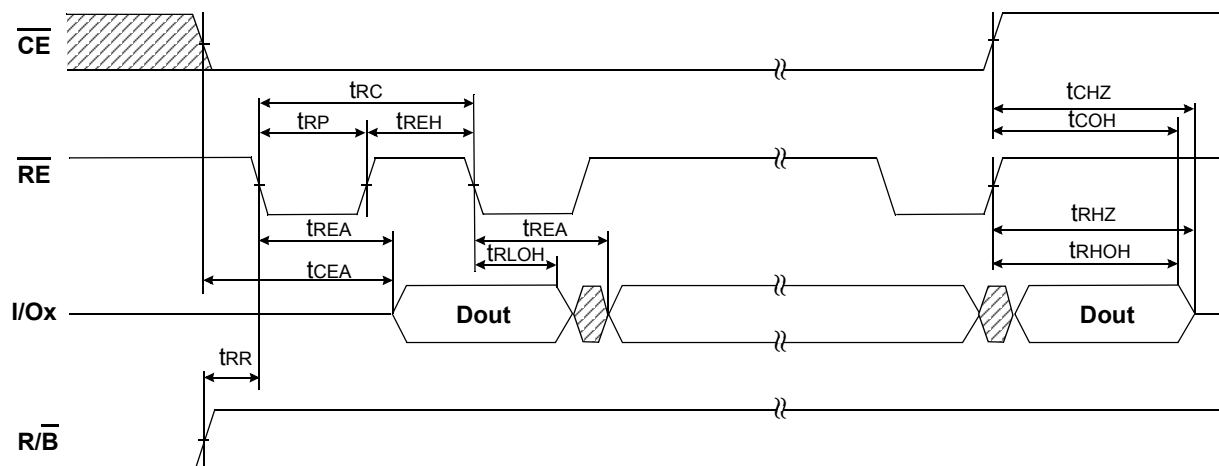 CE
tRC
tCHZ
tRP
tREH
tCOH
RE
tREA
tREA
tRHZ
tRLOH
tCEA
tRHOH
I/Ox
Dout
Dout
tRR
R/B